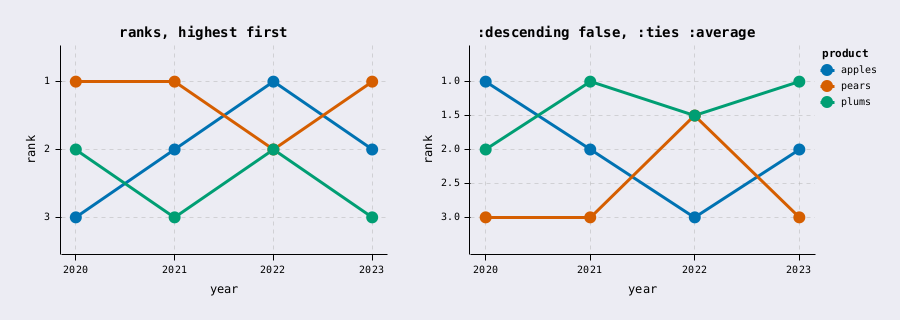 ranks, highest first
1
2
3
rank
2020 2021 2022 2023
year
:descending false, :ties :average
1.0
1.5
2.0
2.5
3.0
rank
2020 2021 2022 2023
year
product
apples
pears
plums